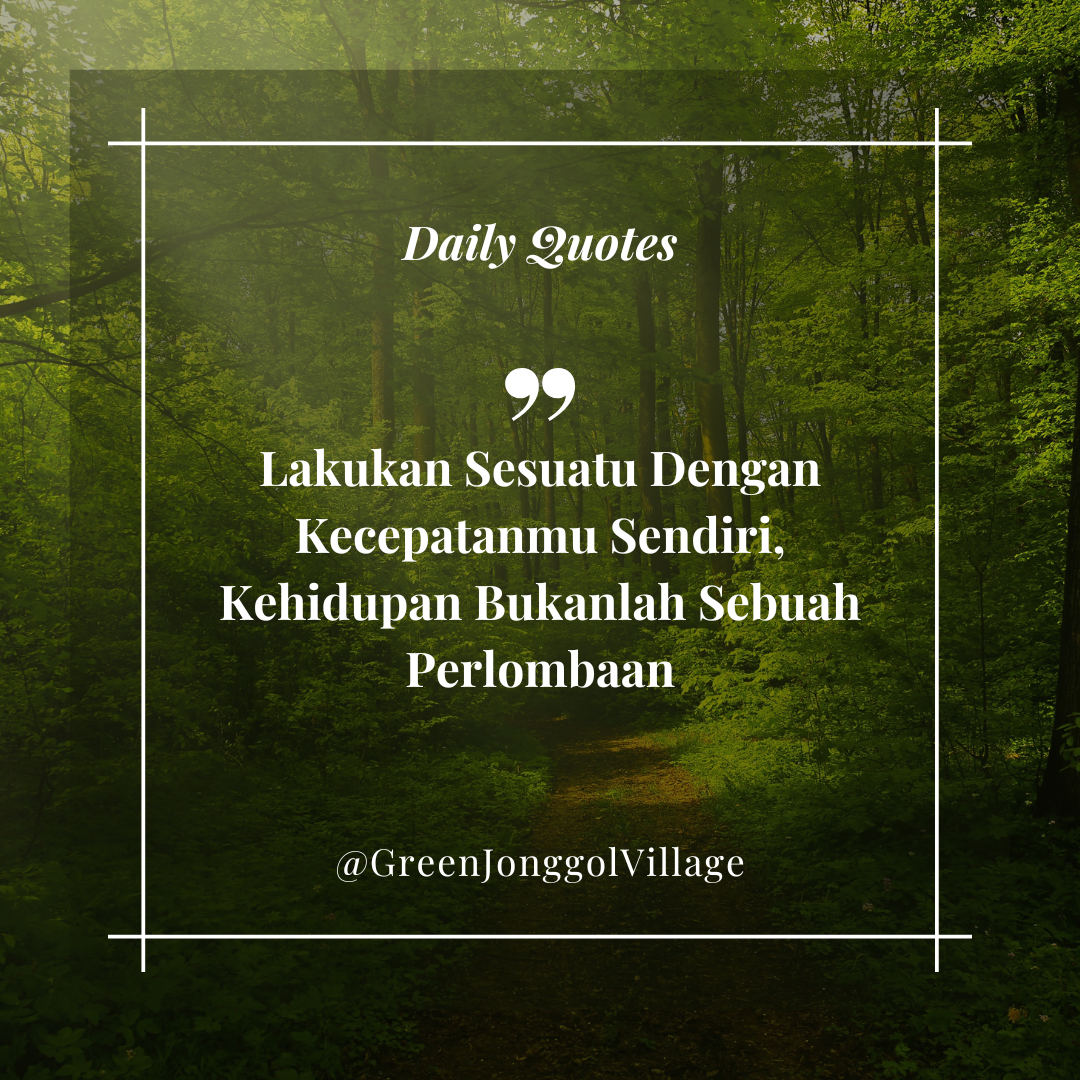 Daily Quotes
”
Lakukan Sesuatu Dengan
Kecepatanmu Sendiri,
Kehidupan Bukanlah Sebuah
Perlombaan
@GreenJonggolVillage